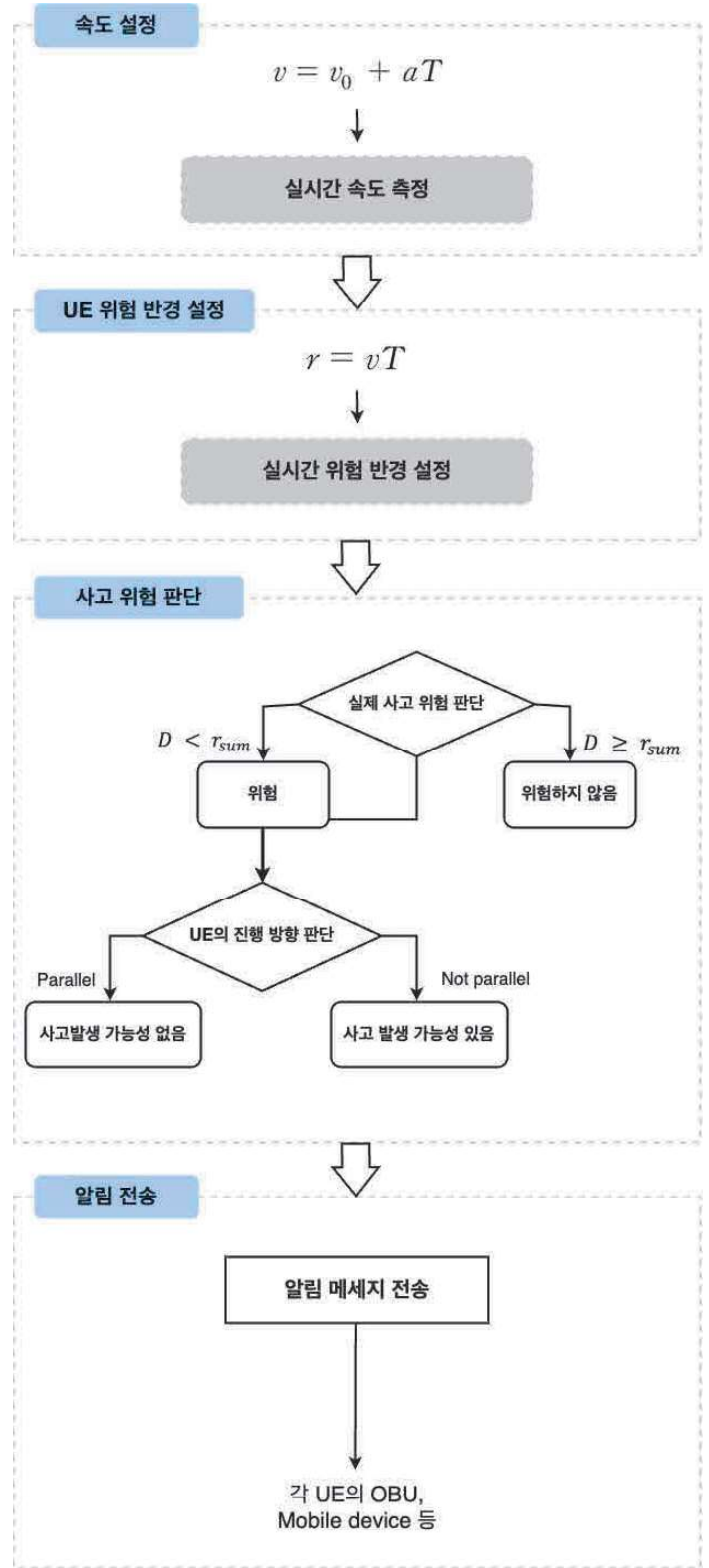 속도 설정
v = v₀ + aT
실시간 속도 측정
UE 위험 반경 설정
r = vT
실시간 위험 반경 설정
사고 위험 판단
실제 사고 위험 판단
D < r_sum
D ≥ r_sum
위험
위험하지 않음
UE의 진행 방향 판단
Parallel
Not parallel
사고발생 가능성 없음
사고 발생 가능성 있음
알림 전송
알림 메세지 전송
각 UE의 OBU,
Mobile device 등